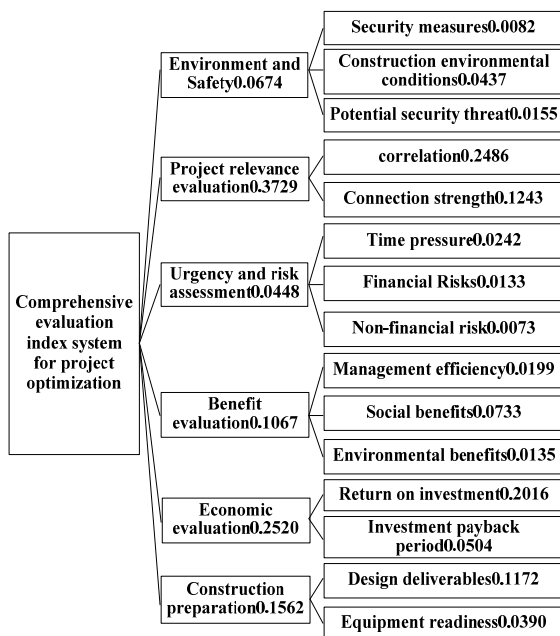 Comprehensive
evaluation
index system
for project
optimization
Environment and
Safety0.0674
Security measures0.0082
Construction environmental
conditions0.0437
Potential security threat0.0155
Project relevance
evaluation0.3729
correlation0.2486
Connection strength0.1243
Urgency and risk
assessment0.0448
Time pressure0.0242
Financial Risks0.0133
Non-financial risk0.0073
Benefit
evaluation0.1067
Management efficiency0.0199
Social benefits0.0733
Environmental benefits0.0135
Economic
evaluation0.2520
Return on investment0.2016
Investment payback
period0.0504
Construction
preparation0.1562
Design deliverables0.1172
Equipment readiness0.0390